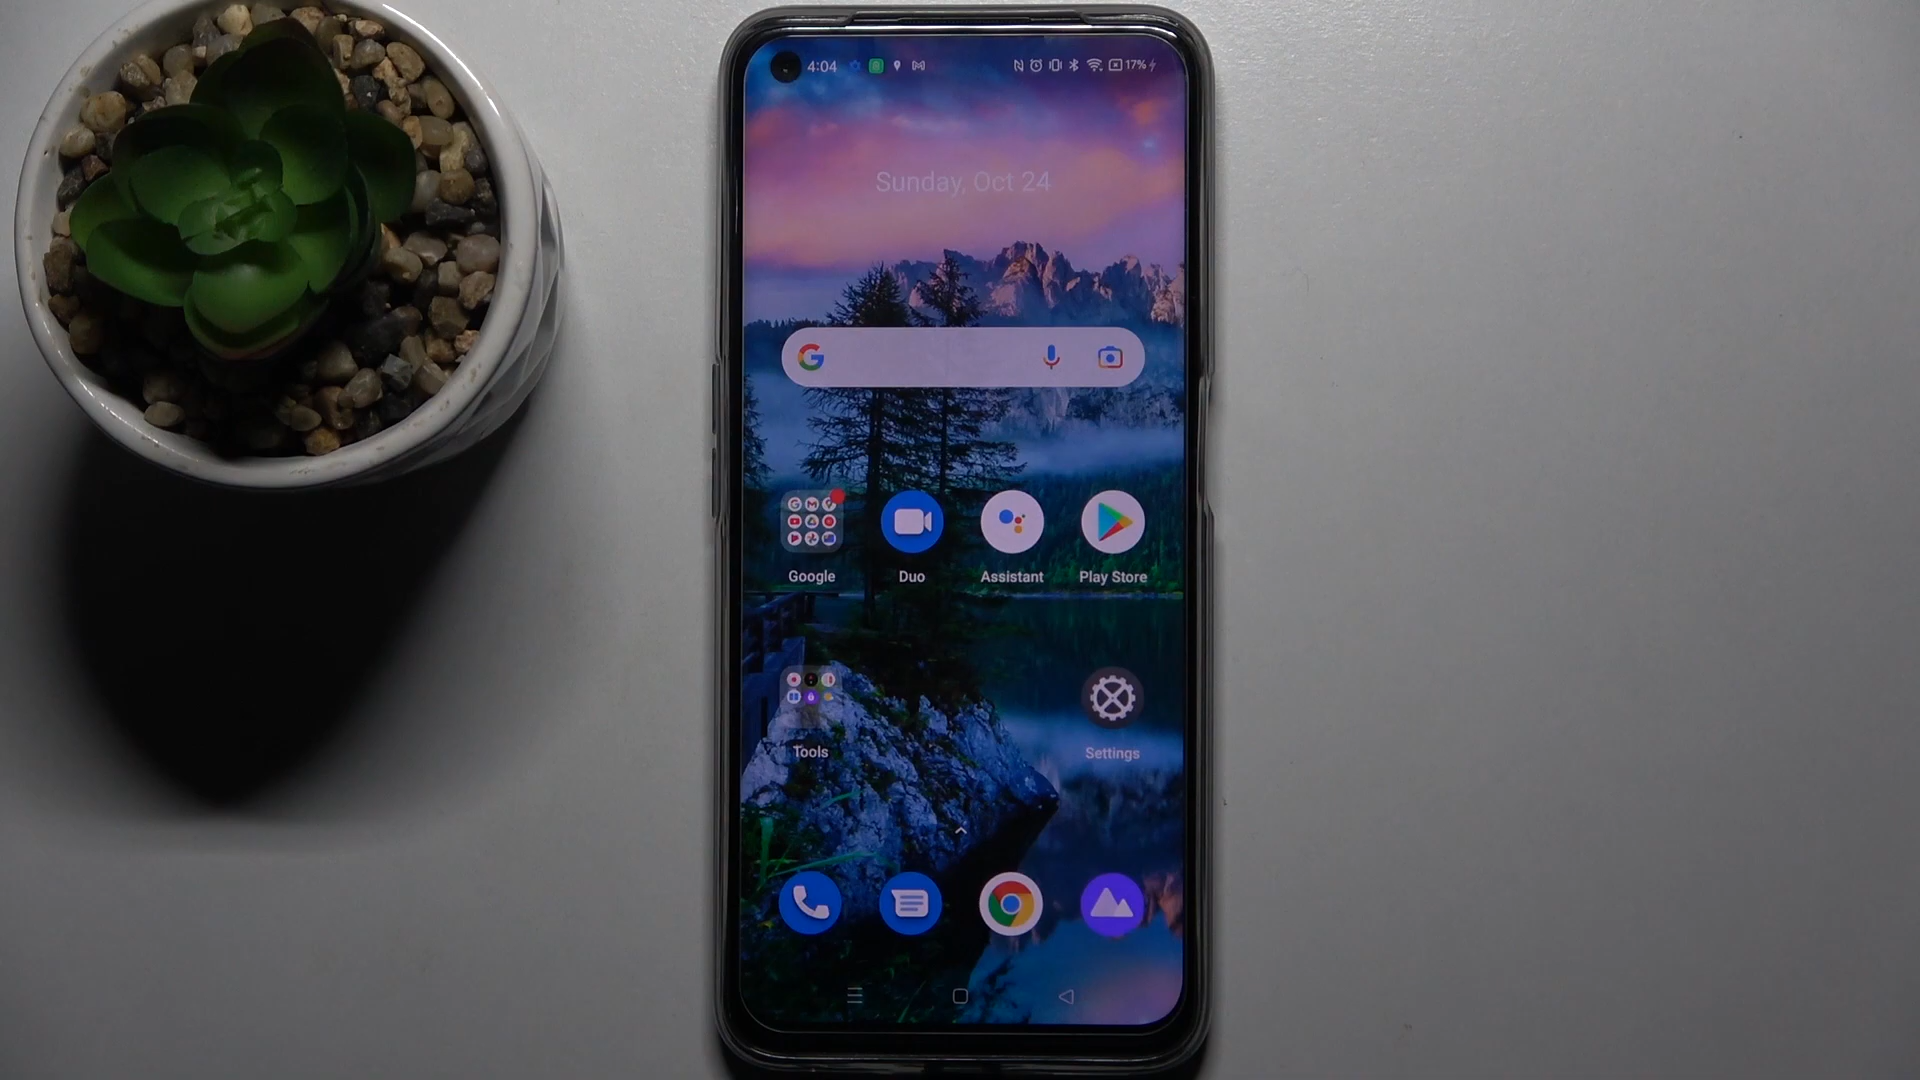 4:04
17%
Sunday, Oct 24
Google
Duo
Assistant
Play Store
Tools
Settings